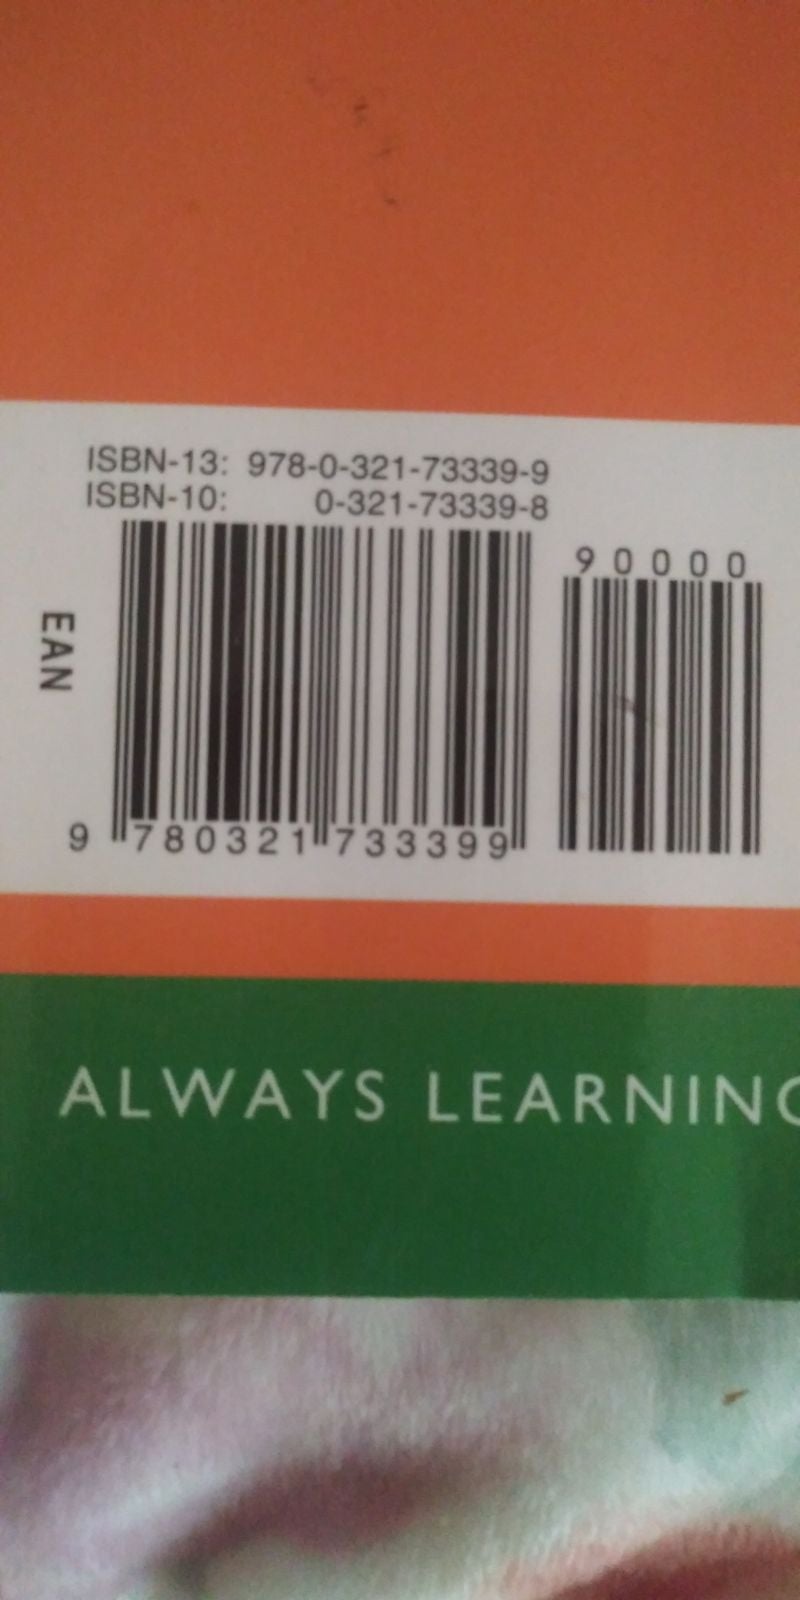 ISBN-13: 978-0-321-73339-9
ISBN-10: 0-321-73339-8
90000
EAN
9 780321 733399
ALWAYS LEARNING